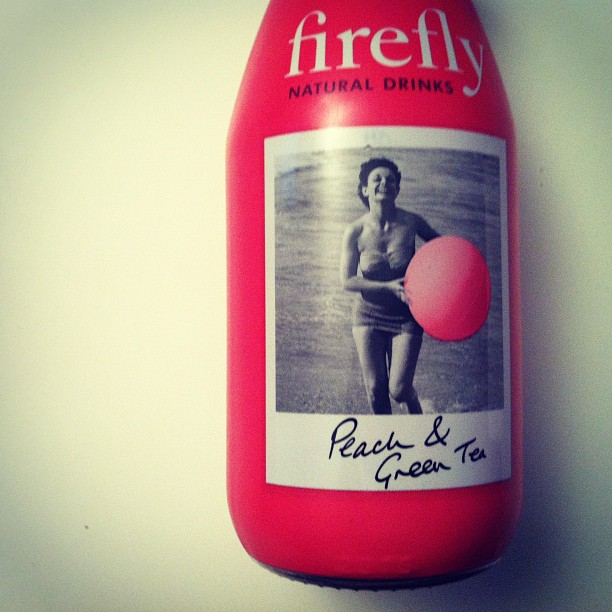 firefly
NATURAL DRINKS
Peach &
Green Tea